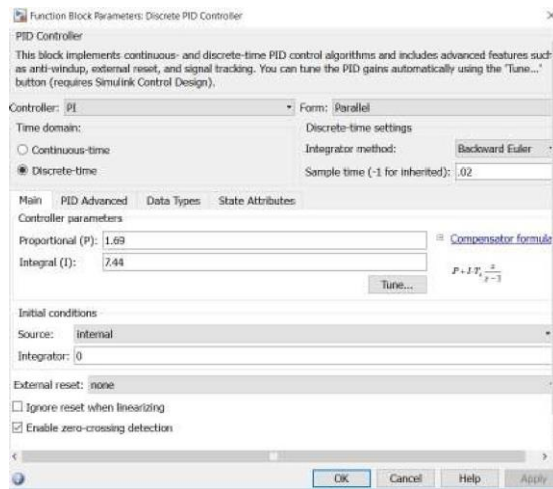 Function Block Parameters: Discrete PID Controller
PID Controller
This block implements continuous- and discrete-time PID control algorithms and includes advanced features such
as anti-windup, external reset, and signal tracking. You can tune the PID gains automatically using the 'Tune...'
button (requires Simulink Control Design).
Controller: PI Form: Parallel
Time domain: Discrete-time settings
Continuous-time Integrator method: Backward Euler
Discrete-time Sample time (-1 for inherited): .02
Main PID Advanced Data Types State Attributes
Controller parameters
Proportional (P): 1.69 Compensator formula
Integral (I): 7.44
P+I·Ts z/(z-1)
Tune...
Initial conditions
Source: internal
Integrator: 0
External reset: none
Ignore reset when linearizing
Enable zero-crossing detection
OK Cancel Help Apply